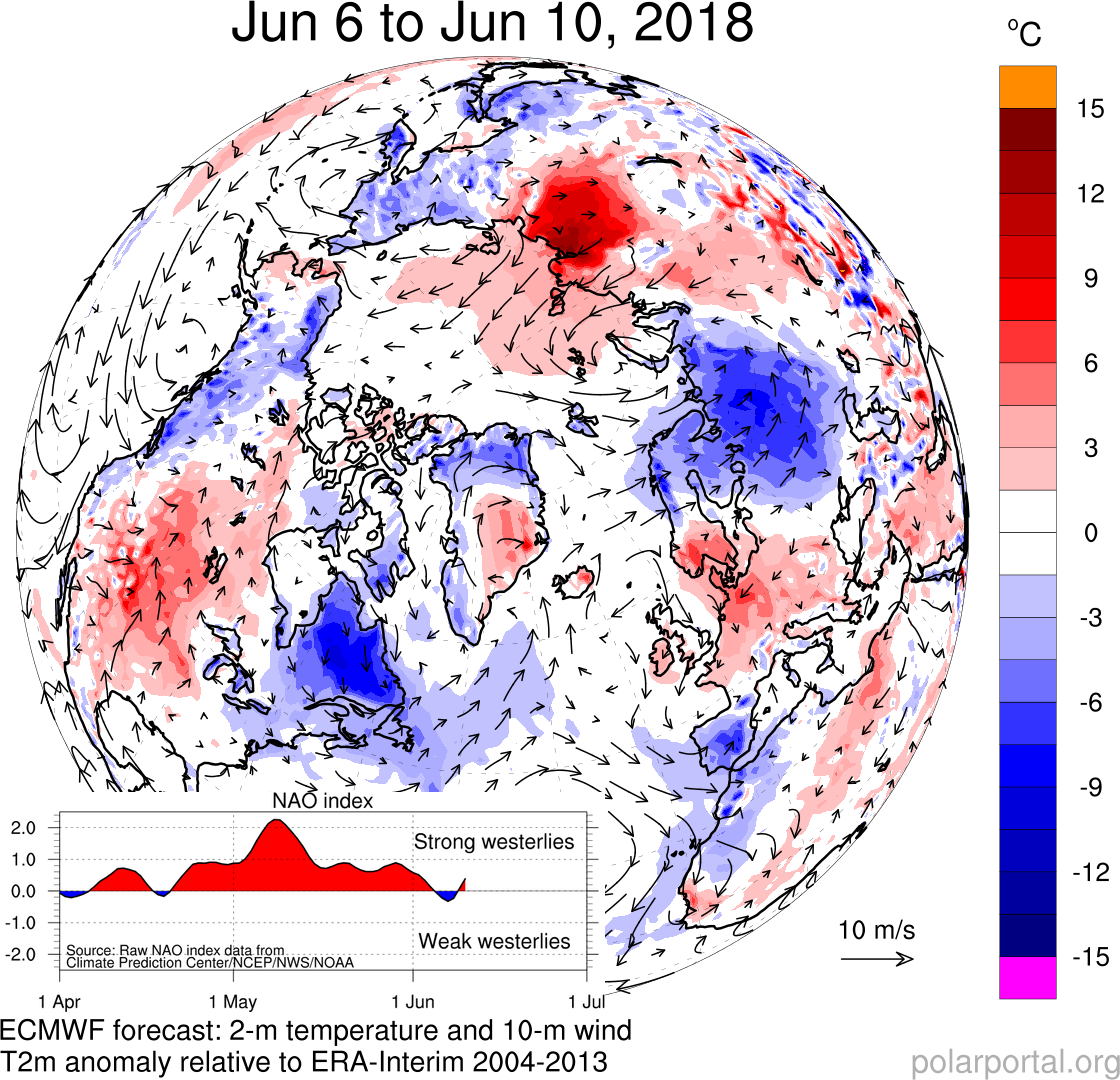 Jun 6 to Jun 10, 2018
ºC
15
12
9
6
3
0
-3
-6
-9
-12
-15
10 m/s
NAO index
2.0
1.0
0.0
-1.0
-2.0
Strong westerlies
Weak westerlies
Source: Raw NAO index data from
Climate Prediction Center/NCEP/NWS/NOAA
1 Apr 1 May 1 Jun 1 Jul
ECMWF forecast: 2-m temperature and 10-m wind
T2m anomaly relative to ERA-Interim 2004-2013
polarportal.org